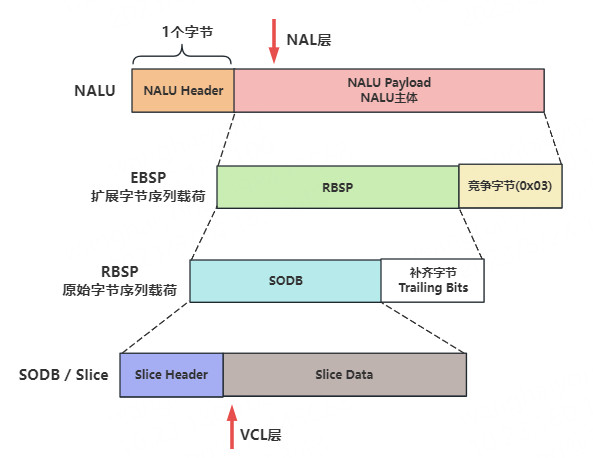 1个字节
NAL层
NALU
NALU Header
NALU Payload
NALU主体
EBSP
扩展字节序列载荷
RBSP
竞争字节(0x03)
RBSP
原始字节序列载荷
SODB
补齐字节
Trailing Bits
SODB / Slice
Slice Header
Slice Data
VCL层